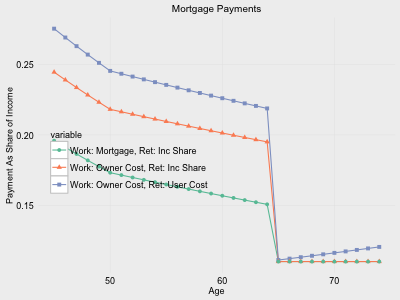 Mortgage Payments
Payment As Share of Income
0.25
0.20
0.15
variable
Work: Mortgage, Ret: Inc Share
Work: Owner Cost, Ret: Inc Share
Work: Owner Cost, Ret: User Cost
50
60
70
Age